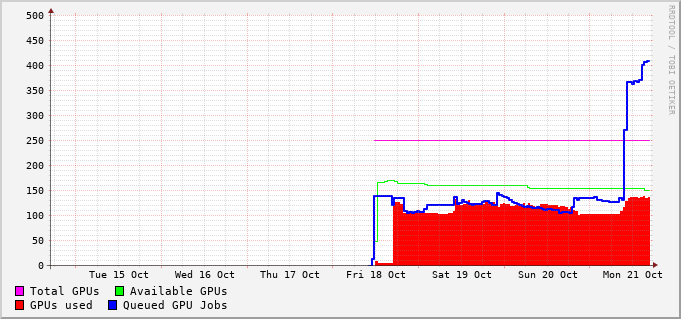 500
450
400
350
300
250
200
150
100
50
0
Tue 15 Oct Wed 16 Oct Thu 17 Oct Fri 18 Oct Sat 19 Oct Sun 20 Oct Mon 21 Oct
Total GPUs Available GPUs
GPUs used Queued GPU Jobs
RRDTOOL / TOBI OETIKER